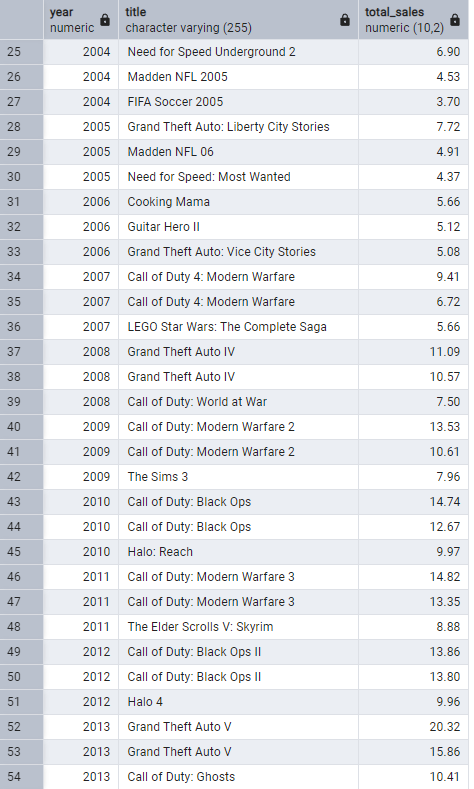 year title total_sales
numeric character varying (255) numeric (10,2)
25 2004 Need for Speed Underground 2 6.90
26 2004 Madden NFL 2005 4.53
27 2004 FIFA Soccer 2005 3.70
28 2005 Grand Theft Auto: Liberty City Stories 7.72
29 2005 Madden NFL 06 4.91
30 2005 Need for Speed: Most Wanted 4.37
31 2006 Cooking Mama 5.66
32 2006 Guitar Hero II 5.12
33 2006 Grand Theft Auto: Vice City Stories 5.08
34 2007 Call of Duty 4: Modern Warfare 9.41
35 2007 Call of Duty 4: Modern Warfare 6.72
36 2007 LEGO Star Wars: The Complete Saga 5.66
37 2008 Grand Theft Auto IV 11.09
38 2008 Grand Theft Auto IV 10.57
39 2008 Call of Duty: World at War 7.50
40 2009 Call of Duty: Modern Warfare 2 13.53
41 2009 Call of Duty: Modern Warfare 2 10.61
42 2009 The Sims 3 7.96
43 2010 Call of Duty: Black Ops 14.74
44 2010 Call of Duty: Black Ops 12.67
45 2010 Halo: Reach 9.97
46 2011 Call of Duty: Modern Warfare 3 14.82
47 2011 Call of Duty: Modern Warfare 3 13.35
48 2011 The Elder Scrolls V: Skyrim 8.88
49 2012 Call of Duty: Black Ops II 13.86
50 2012 Call of Duty: Black Ops II 13.80
51 2012 Halo 4 9.96
52 2013 Grand Theft Auto V 20.32
53 2013 Grand Theft Auto V 15.86
54 2013 Call of Duty: Ghosts 10.41